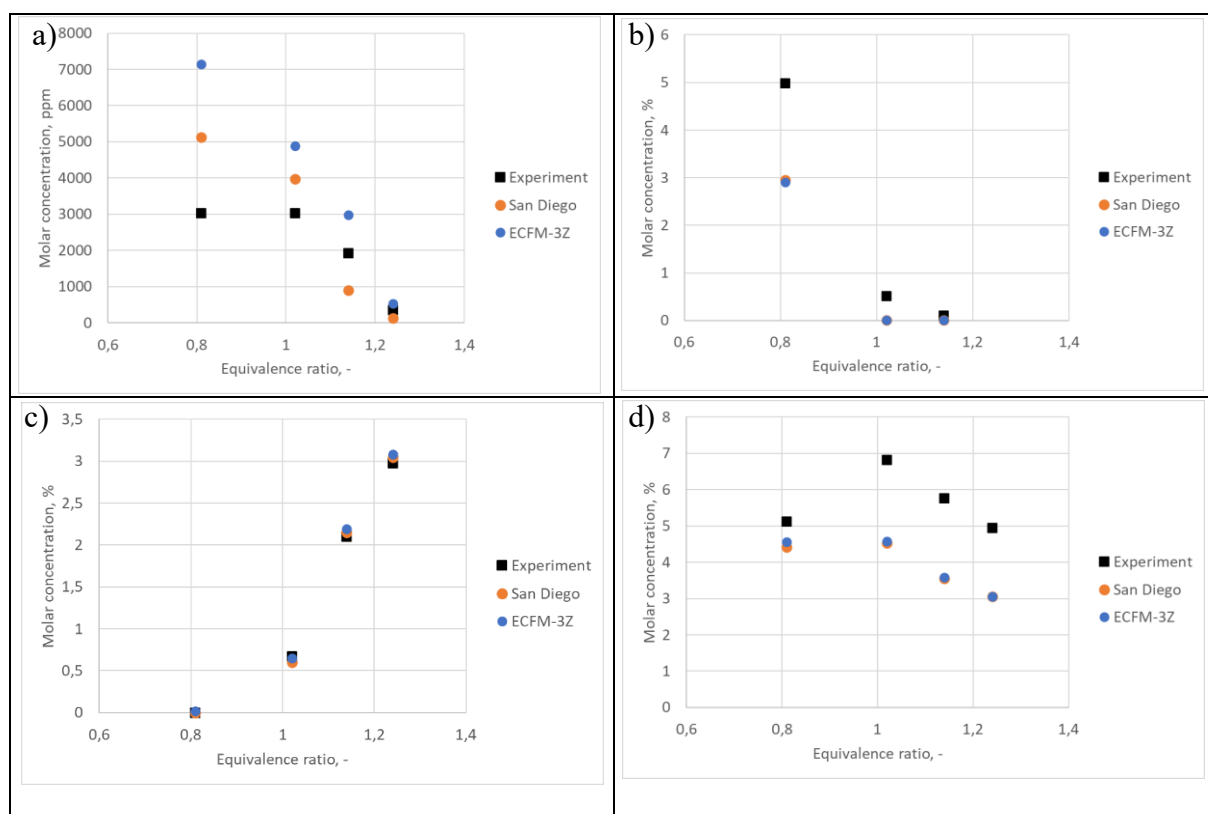 a)
8000
7000
6000
5000
4000
3000
2000
1000
0
0,6 0,8 1 1,2 1,4
Molar concentration, ppm
Equivalence ratio, -
Experiment
San Diego
ECFM-3Z
b)
6
5
4
3
2
1
0
0,6 0,8 1 1,2 1,4
Molar concentration, %
Equivalence ratio, -
Experiment
San Diego
ECFM-3Z
c)
3,5
3
2,5
2
1,5
1
0,5
0
0,6 0,8 1 1,2 1,4
Molar concentration, %
Equivalence ratio, -
Experiment
San Diego
ECFM-3Z
d)
8
7
6
5
4
3
2
1
0
0,6 0,8 1 1,2 1,4
Molar concentration, %
Equivalence ratio, -
Experiment
San Diego
ECFM-3Z